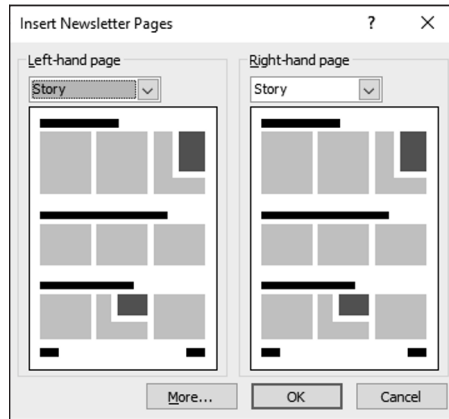 Insert Newsletter Pages ?
Left-hand page
Right-hand page
Story
Story
More...
OK
Cancel